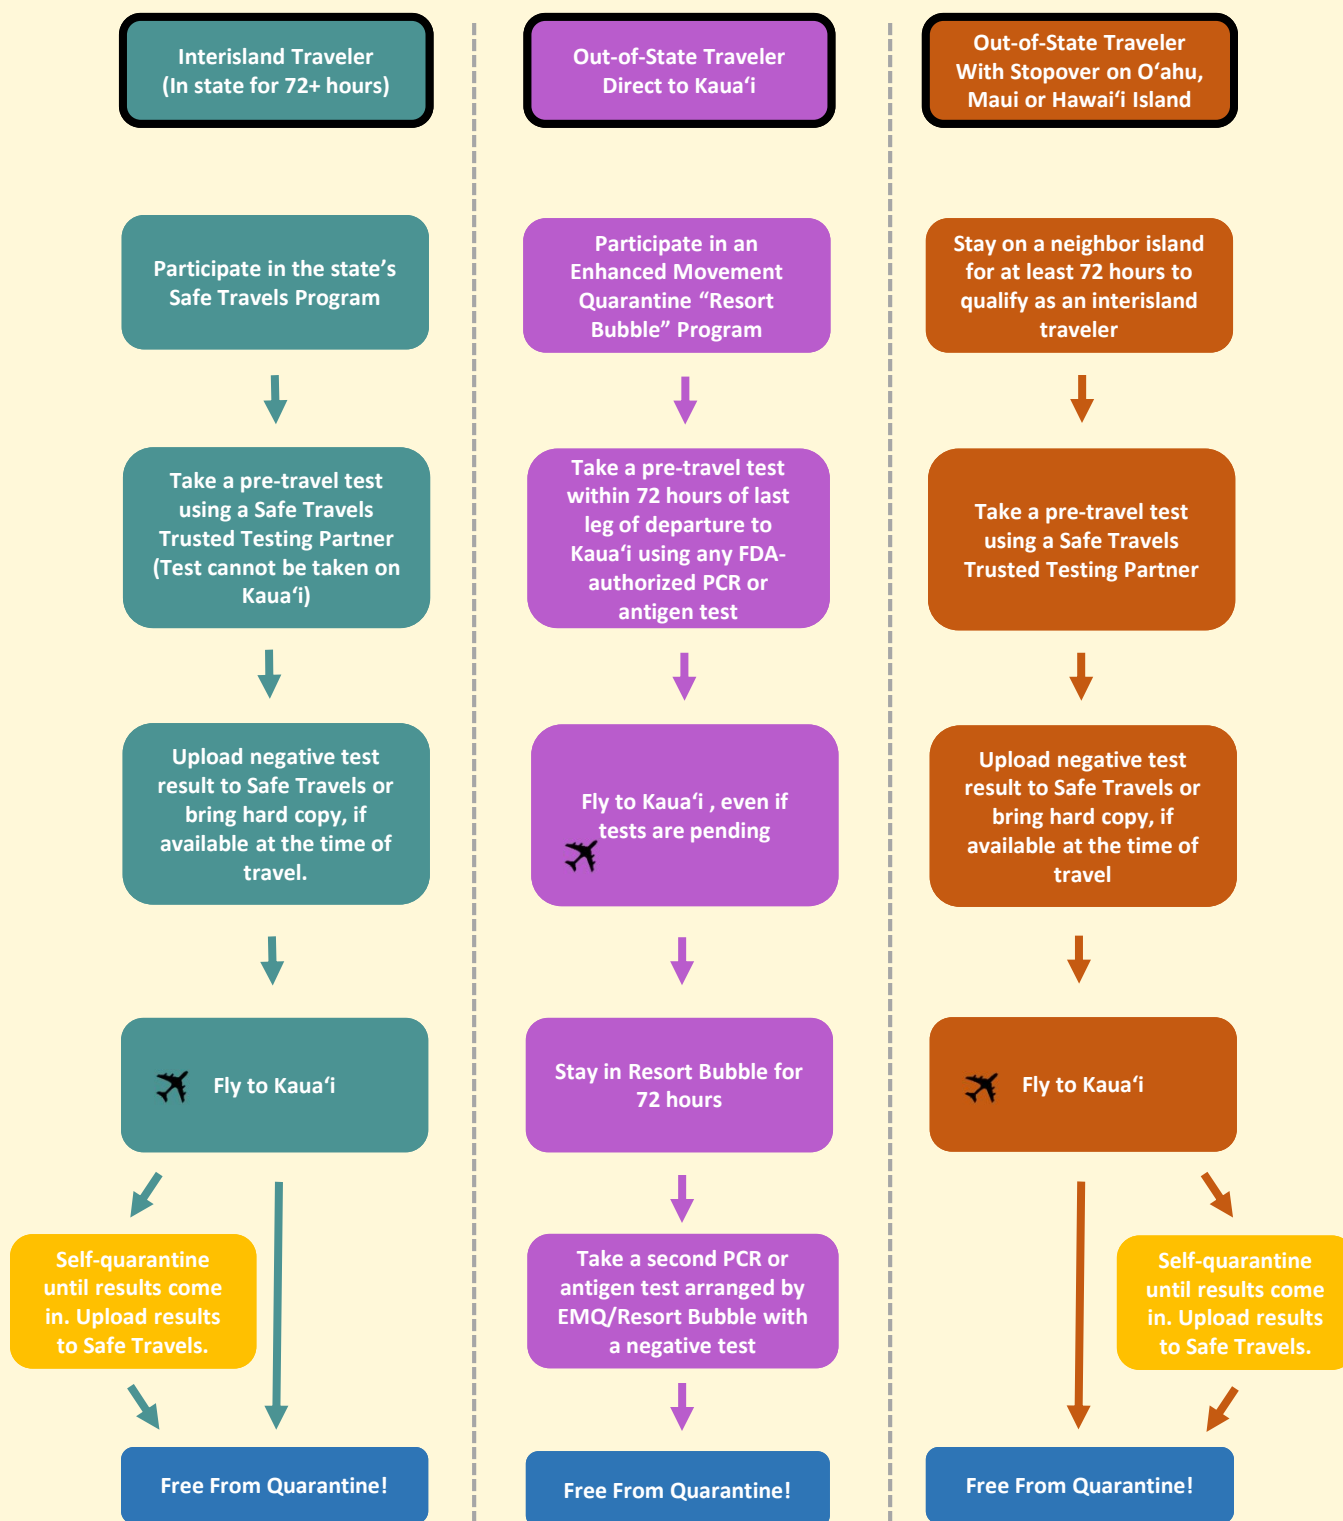 Interisland Traveler
(In state for 72+ hours)
Participate in the state’s
Safe Travels Program
Take a pre-travel test
using a Safe Travels
Trusted Testing Partner
(Test cannot be taken on
Kaua‘i)
Upload negative test
result to Safe Travels or
bring hard copy, if
available at the time of
travel.
Fly to Kaua‘i
Self-quarantine
until results come
in. Upload results
to Safe Travels.
Free From Quarantine!
Out-of-State Traveler
Direct to Kaua‘i
Participate in an
Enhanced Movement
Quarantine “Resort
Bubble” Program
Take a pre-travel test
within 72 hours of last
leg of departure to
Kaua‘i using any FDA-
authorized PCR or
antigen test
Fly to Kaua‘i , even if
tests are pending
Stay in Resort Bubble for
72 hours
Take a second PCR or
antigen test arranged by
EMQ/Resort Bubble with
a negative test
Free From Quarantine!
Out-of-State Traveler
With Stopover on O‘ahu,
Maui or Hawai‘i Island
Stay on a neighbor island
for at least 72 hours to
qualify as an interisland
traveler
Take a pre-travel test
using a Safe Travels
Trusted Testing Partner
Upload negative test
result to Safe Travels or
bring hard copy, if
available at the time of
travel
Fly to Kaua‘i
Self-quarantine
until results come
in. Upload results
to Safe Travels.
Free From Quarantine!